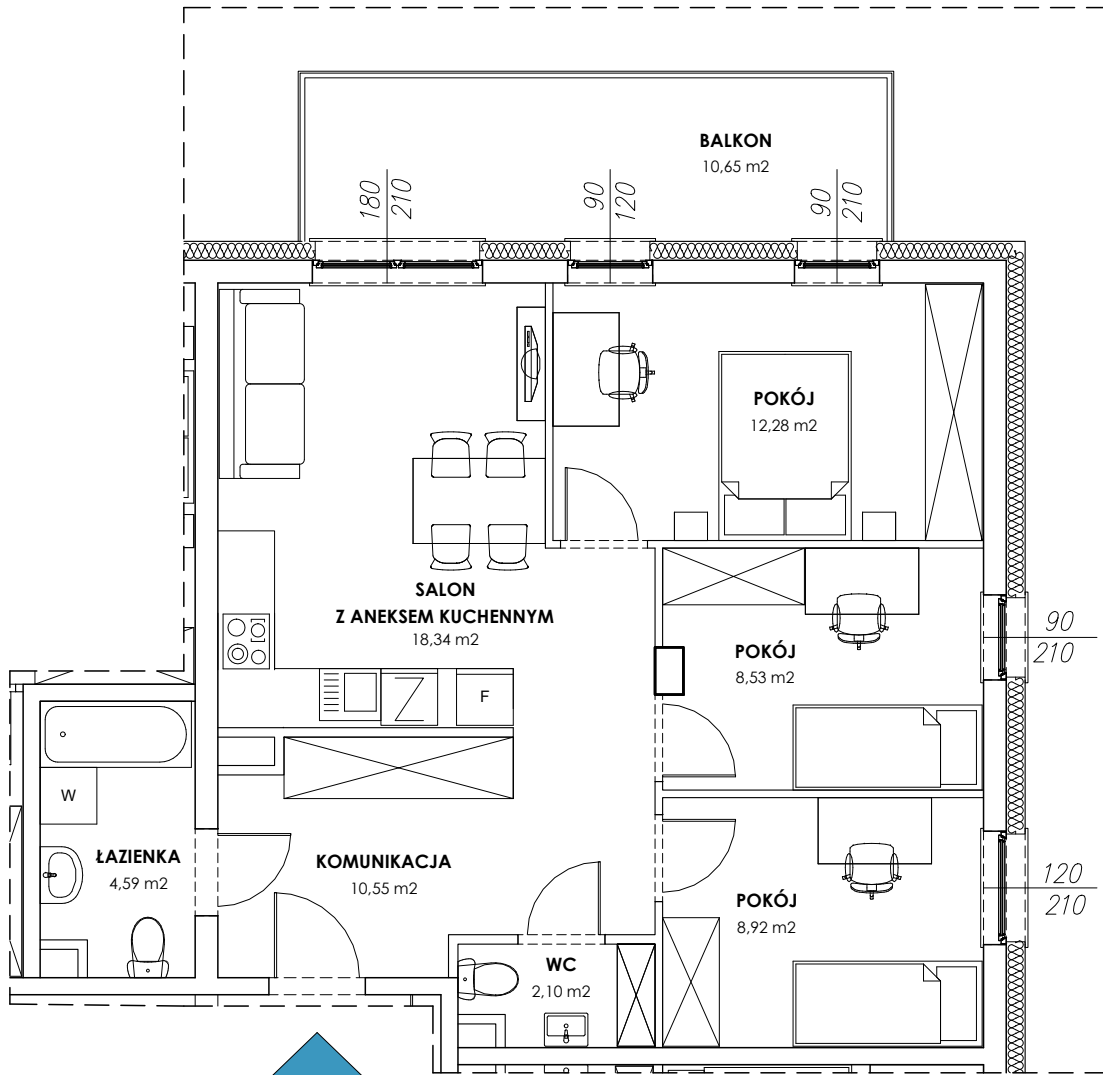 BALKON
10,65 m2
180
210
90
120
90
210
POKÓJ
12,28 m2
SALON
Z ANEKSEM KUCHENNYM
18,34 m2
90
210
POKÓJ
8,53 m2
F
W
ŁAZIENKA
4,59 m2
KOMUNIKACJA
10,55 m2
120
210
POKÓJ
8,92 m2
WC
2,10 m2